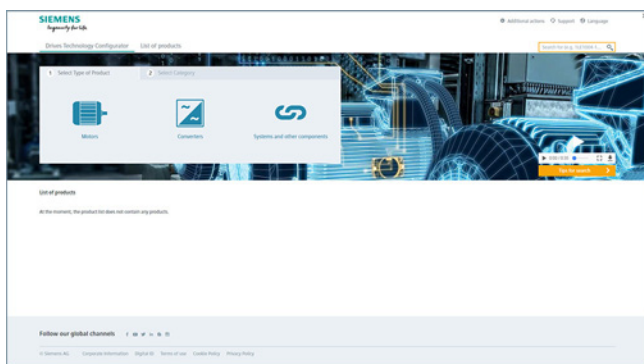 SIEMENS
Ingenuity for life
Additional actions Support Language
Drives Technology Configurator List of products
1 Select Type of Product 2 Select Category
Motors Converters Systems and other components
Tips for search
List of products
At the moment, the product list does not contain any products.
Follow our global channels
© Siemens AG Corporate Information Digital ID Terms of use Cookie Policy Privacy Policy